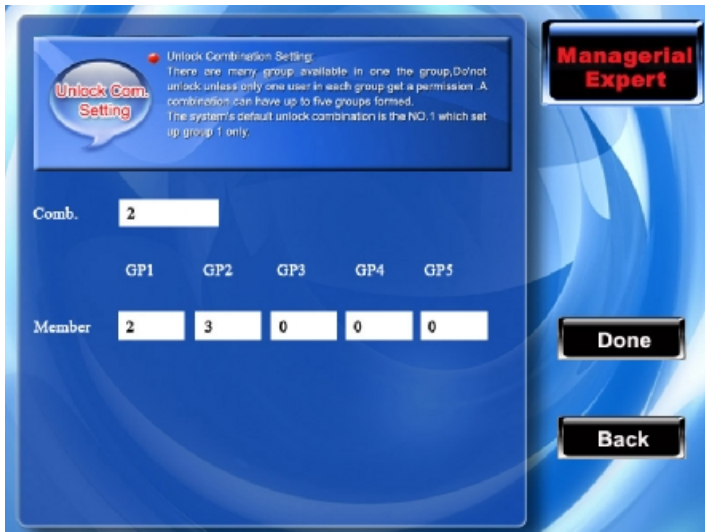 Unlock Combination Setting:
There are many group available in one the group,Do'not
unlock unless only one user in each group get a permission .A
combination can have up to five groups formed.
The system's default unlock combination is the NO.1 which set
up group 1 only.
Unlock Com.
Setting
Managerial
Expert
Comb. 2
GP1 GP2 GP3 GP4 GP5
Member 2 3 0 0 0
Done
Back